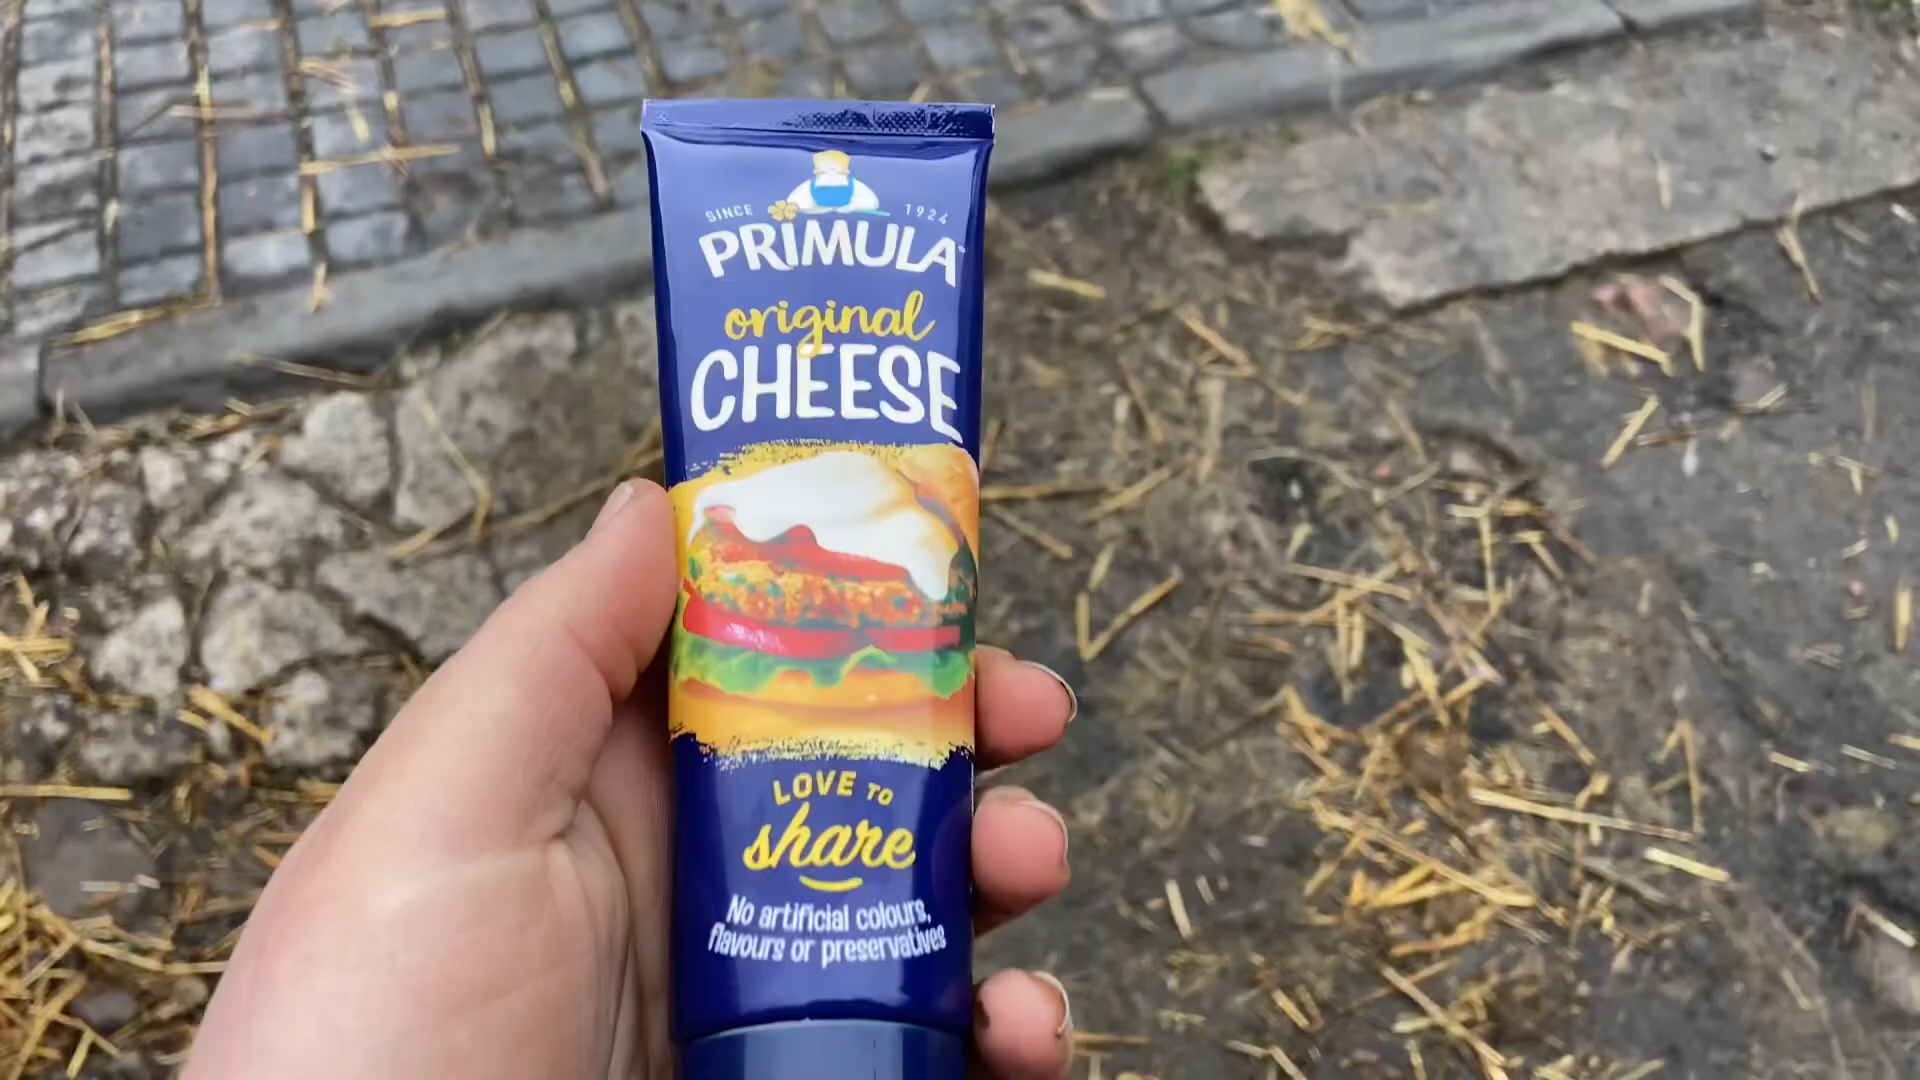 SINCE 1924
PRIMULA
original
CHEESE
LOVE TO
share
No artificial colours,
flavours or preservatives